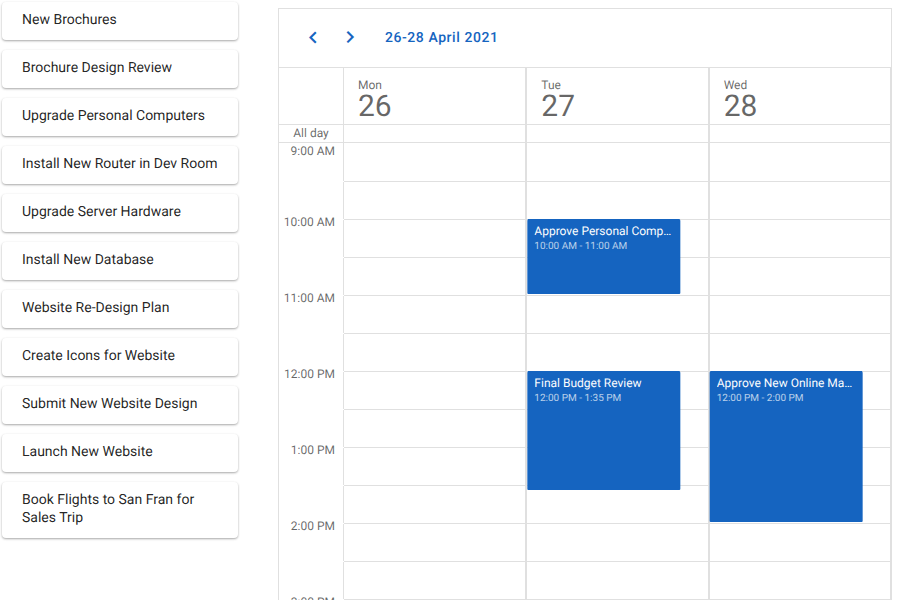 New Brochures
Brochure Design Review
Upgrade Personal Computers
Install New Router in Dev Room
Upgrade Server Hardware
Install New Database
Website Re-Design Plan
Create Icons for Website
Submit New Website Design
Launch New Website
Book Flights to San Fran for
Sales Trip
26-28 April 2021
Mon
26
Tue
27
Wed
28
All day
9:00 AM
10:00 AM
Approve Personal Comp...
10:00 AM - 11:00 AM
11:00 AM
12:00 PM
Final Budget Review
12:00 PM - 1:35 PM
Approve New Online Ma...
12:00 PM - 2:00 PM
1:00 PM
2:00 PM